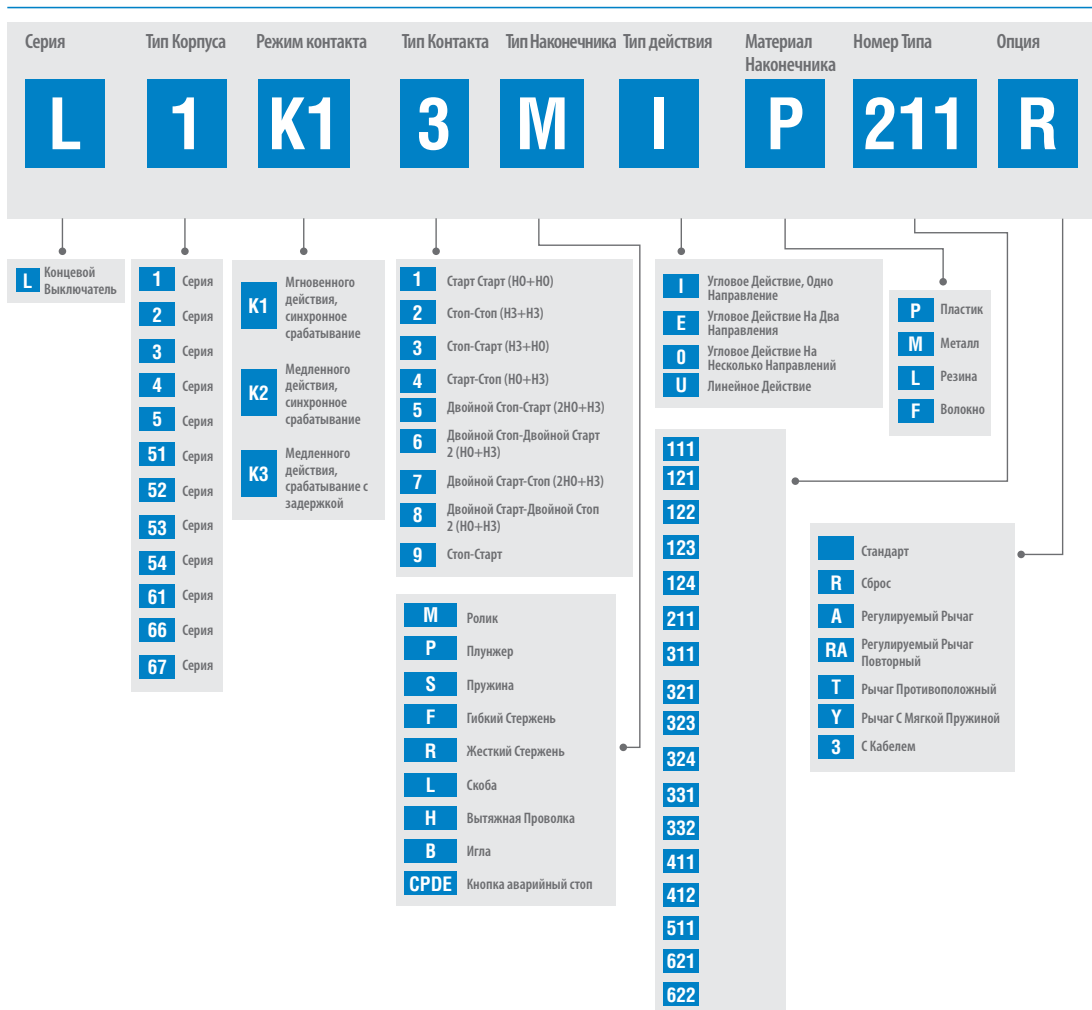 Серия
Тип Корпуса
Режим контакта
Тип Контакта
Тип Наконечника
Тип действия
Материал
Наконечника
Номер Типа
Опция
L
1
K1
3
M
I
P
211
R
L
Концевой
Выключатель
1 Серия
2 Серия
3 Серия
4 Серия
5 Серия
51 Серия
52 Серия
53 Серия
54 Серия
61 Серия
66 Серия
67 Серия
K1
Мгновенного
действия,
синхронное
срабатывание
K2
Медленного
действия,
синхронное
срабатывание
K3
Медленного
действия,
срабатывание с
задержкой
1 Старт Старт (НО+НО)
2 Стоп-Стоп (НЗ+НЗ)
3 Стоп-Старт (НЗ+НО)
4 Старт-Стоп (НО+НЗ)
5 Двойной Стоп-Старт (2НО+НЗ)
6 Двойной Стоп-Двойной Старт
2 (НО+НЗ)
7 Двойной Старт-Стоп (2НО+НЗ)
8 Двойной Старт-Двойной Стоп
2 (НО+НЗ)
9 Стоп-Старт
M Ролик
P Плунжер
S Пружина
F Гибкий Стержень
R Жесткий Стержень
L Скоба
H Вытяжная Проволка
B Игла
CPDE Кнопка аварийный стоп
I Угловое Действие, Одно
Направление
E Угловое Действие На Два
Направления
0 Угловое Действие На
Несколько Направлений
U Линейное Действие
P Пластик
M Металл
L Резина
F Волокно
111
121
122
123
124
211
311
321
323
324
331
332
411
412
511
621
622
Стандарт
R Сброс
A Регулируемый Рычаг
RA Регулируемый Рычаг
Повторный
T Рычаг Противоположный
Y Рычаг С Мягкой Пружиной
3 С Кабелем